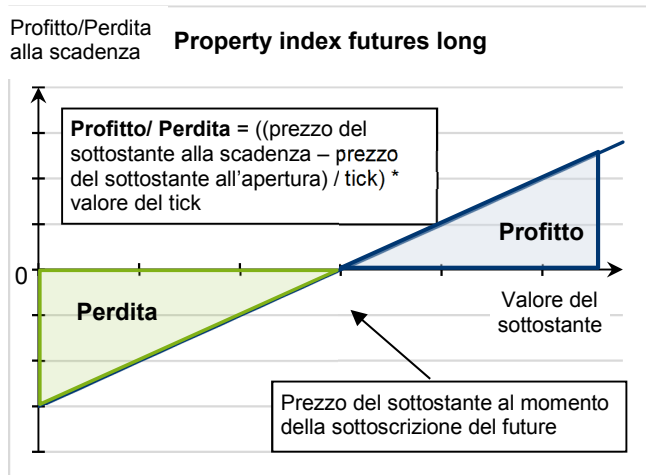 Profitto/Perdita
alla scadenza
Property index futures long
Profitto/ Perdita = ((prezzo del
sottostante alla scadenza – prezzo
del sottostante all'apertura) / tick) *
valore del tick
Profitto
0
Perdita
Valore del
sottostante
Prezzo del sottostante al momento
della sottoscrizione del future